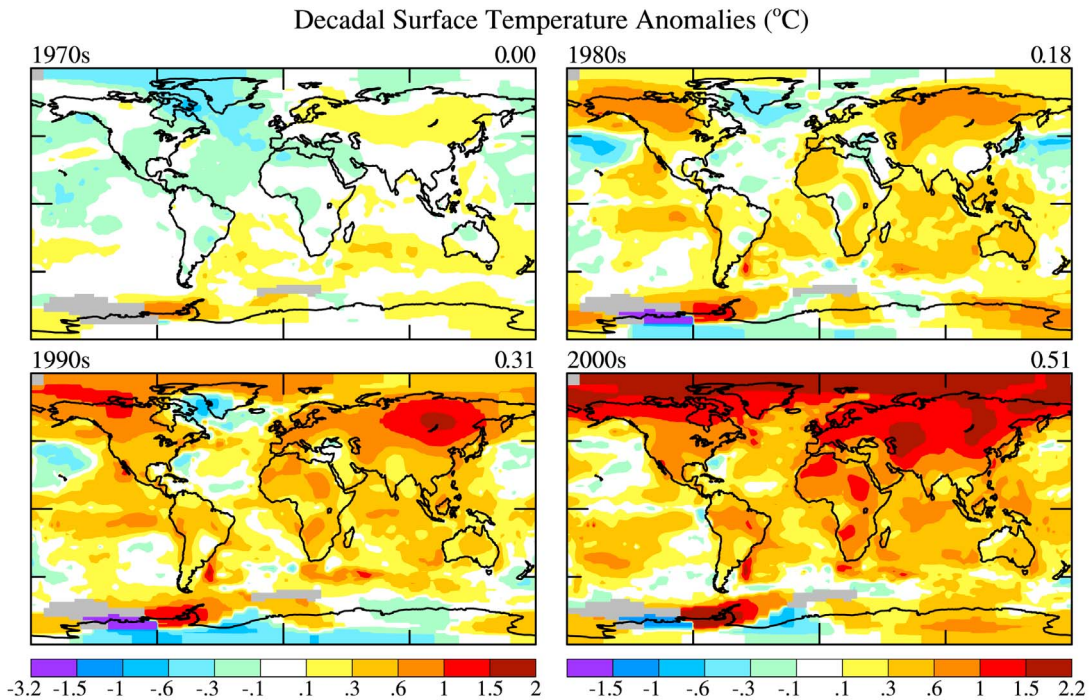 Decadal Surface Temperature Anomalies (°C)
1970s 0.00
1980s 0.18
1990s 0.31
2000s 0.51
-3.2 -1.5 -1 -.6 -.3 -.1 .1 .3 .6 1 1.5 2
-1.5 -1 -.6 -.3 -.1 .1 .3 .6 1 1.5 2.2